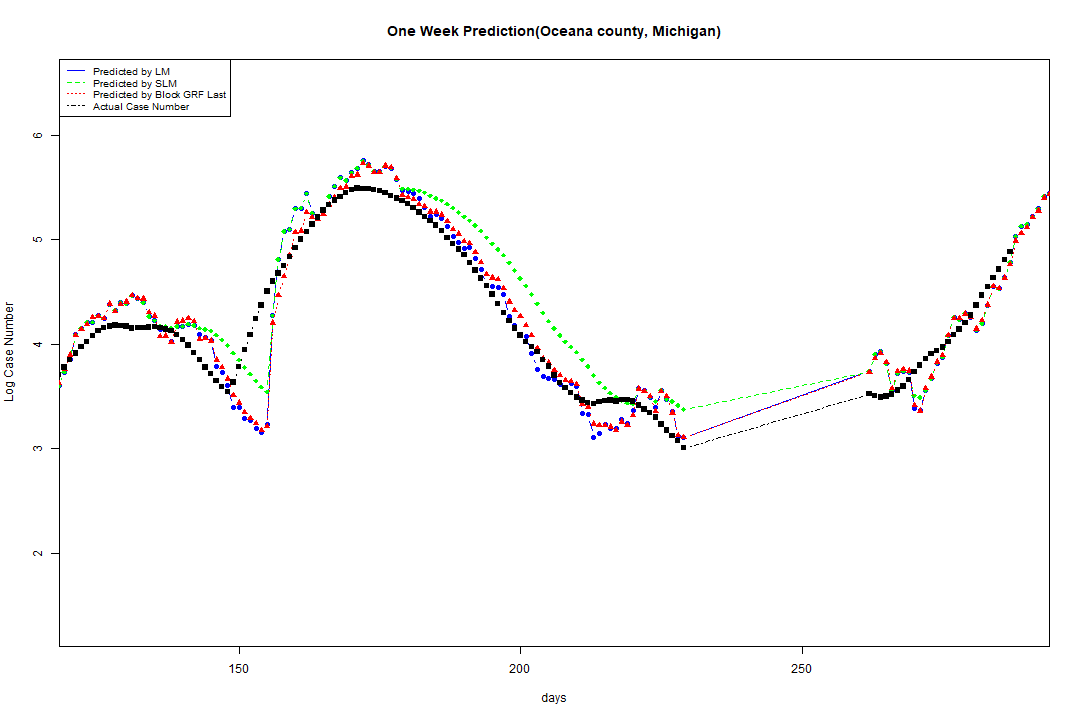 One Week Prediction(Oceana county, Michigan)
Predicted by LM
Predicted by SLM
Predicted by Block GRF Last
Actual Case Number
6
5
4
3
2
Log Case Number
150
200
250
days